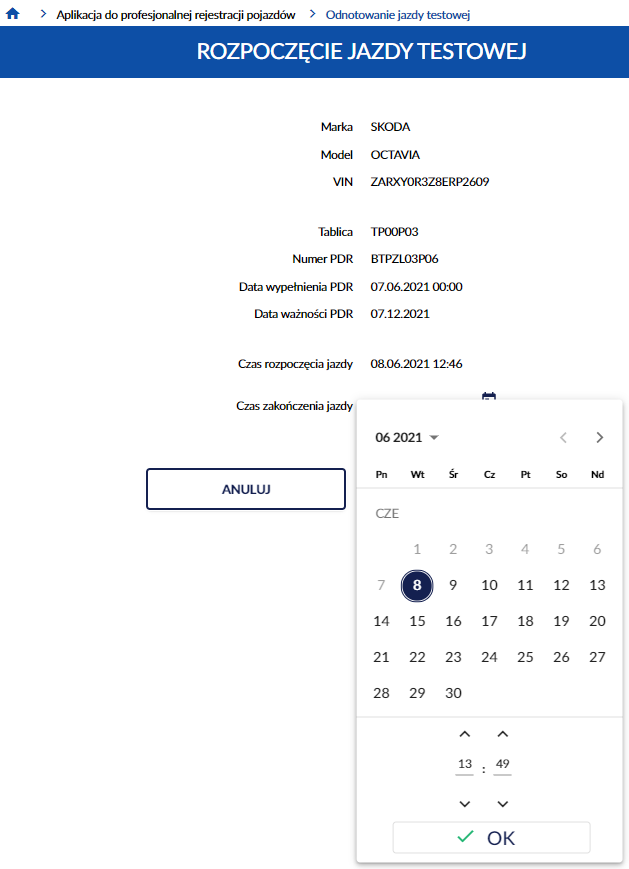 Aplikacja do profesjonalnej rejestracji pojazdów > Odnotowanie jazdy testowej
ROZPOCZĘCIE JAZDY TESTOWEJ
Marka SKODA
Model OCTAVIA
VIN ZARXY0R3Z8ERP2609
Tablica TP00P03
Numer PDR BTPZL03P06
Data wypełnienia PDR 07.06.2021 00:00
Data ważności PDR 07.12.2021
Czas rozpoczęcia jazdy 08.06.2021 12:46
Czas zakończenia jazdy
ANULUJ
06 2021
Pn Wt Śr Cz Pt So Nd
CZE
1 2 3 4 5 6
7 8 9 10 11 12 13
14 15 16 17 18 19 20
21 22 23 24 25 26 27
28 29 30
13 : 49
OK